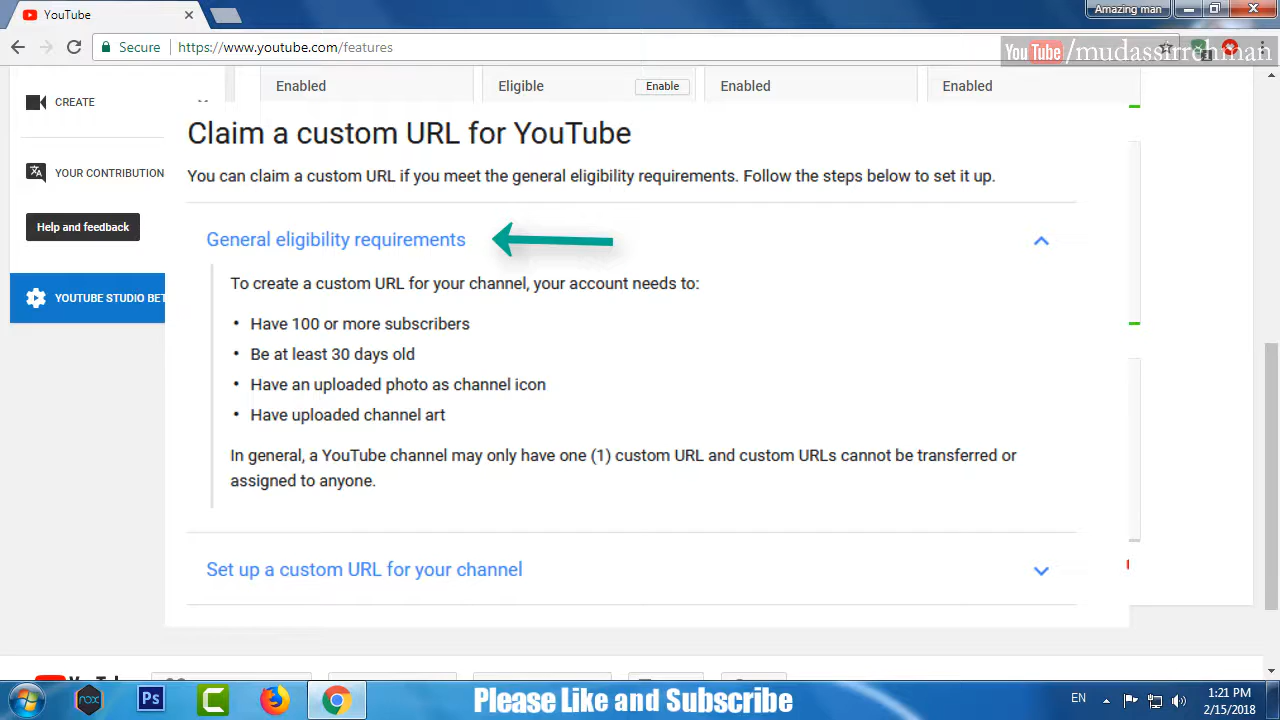 YouTube
Amazing man
Secure
https://www.youtube.com/features
You Tube/mudassirrehman
Enabled
Eligible
Enable
Enabled
Enabled
CREATE
YOUR CONTRIBUTION
Help and feedback
YOUTUBE STUDIO BET
Claim a custom URL for YouTube
You can claim a custom URL if you meet the general eligibility requirements. Follow the steps below to set it up.
General eligibility requirements
To create a custom URL for your channel, your account needs to:
• Have 100 or more subscribers
• Be at least 30 days old
• Have an uploaded photo as channel icon
• Have uploaded channel art
In general, a YouTube channel may only have one (1) custom URL and custom URLs cannot be transferred or
assigned to anyone.
Set up a custom URL for your channel
nox
Ps
Please Like and Subscribe
EN
1:21 PM
2/15/2018